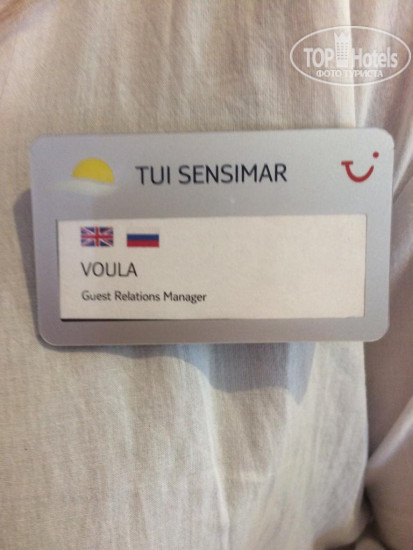 TOP Hotels
ФОТО ТУРИСТА
TUI SENSIMAR
VOULA
Guest Relations Manager